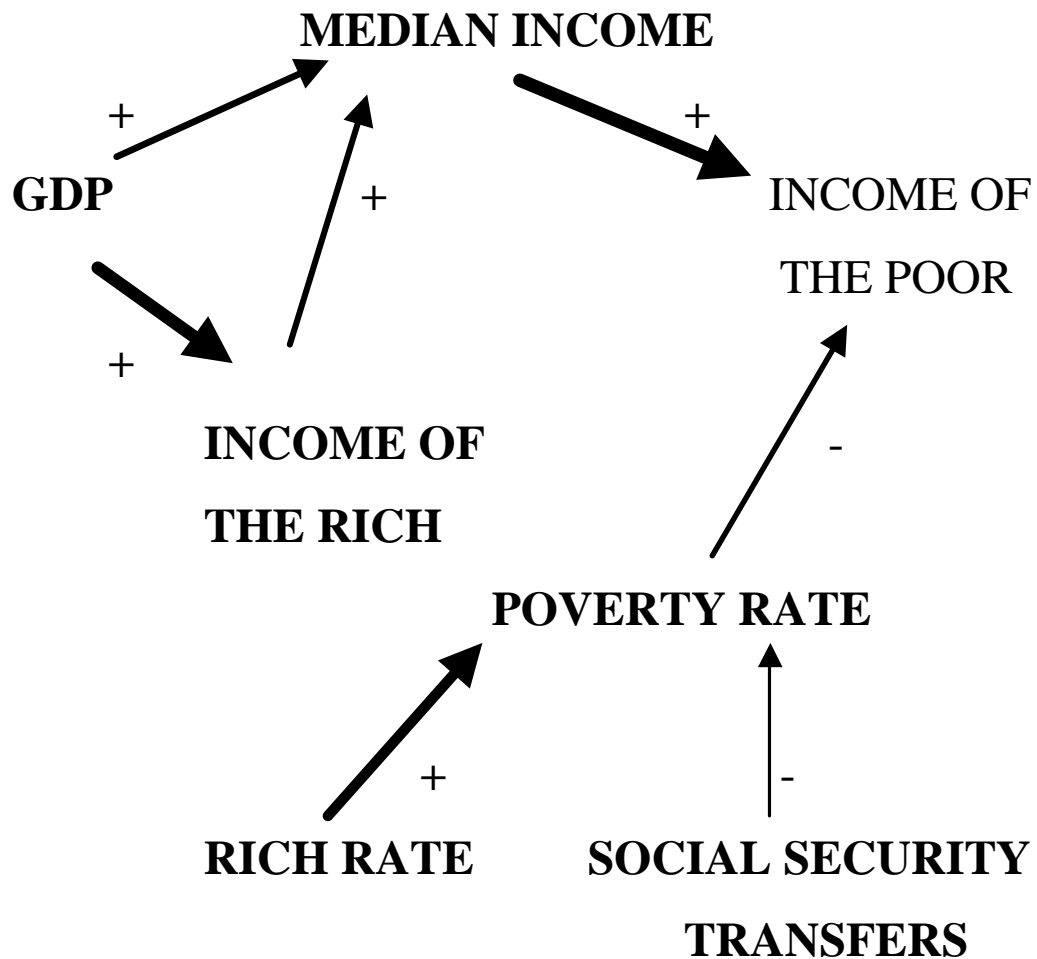 MEDIAN INCOME
+
+
GDP
+
INCOME OF
THE POOR
+
INCOME OF
THE RICH
-
POVERTY RATE
+
-
RICH RATE
SOCIAL SECURITY
TRANSFERS